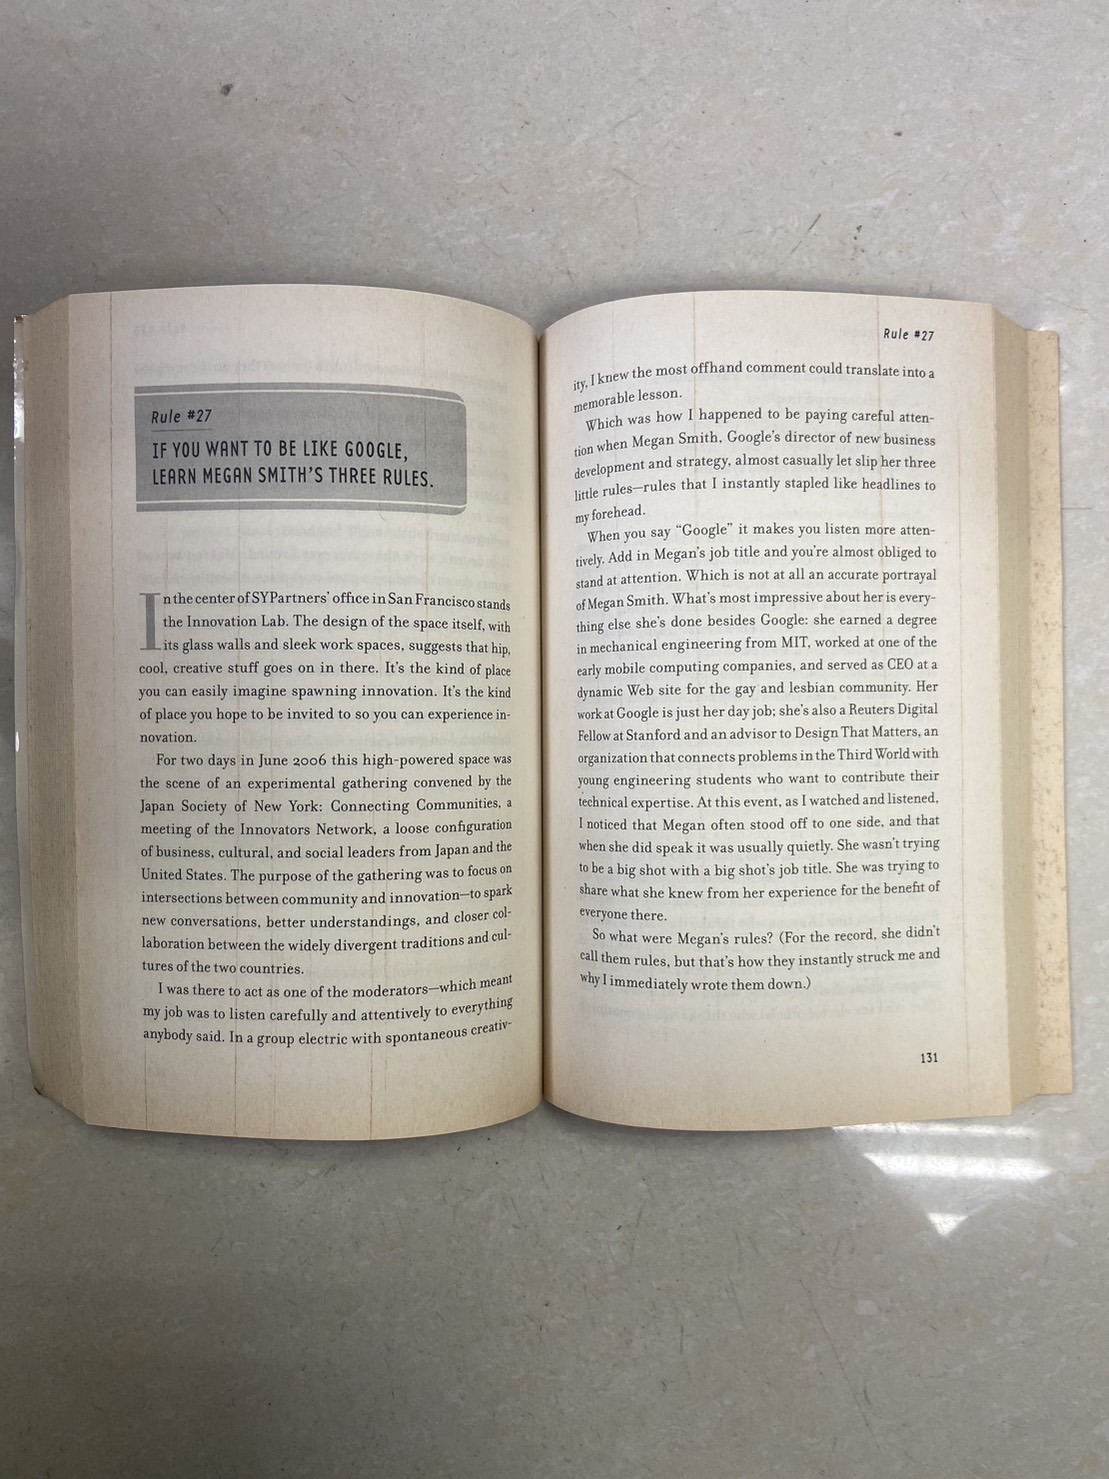 Rule #27
IF YOU WANT TO BE LIKE GOOGLE,
LEARN MEGAN SMITH'S THREE RULES.
In the center of SYPartners' office in San Francisco stands
the Innovation Lab. The design of the space itself, with
its glass walls and sleek work spaces, suggests that hip,
cool, creative stuff goes on in there. It's the kind of place
you can easily imagine spawning innovation. It's the kind
of place you hope to be invited to so you can experience in-
novation.
For two days in June 2006 this high-powered space was
the scene of an experimental gathering convened by the
Japan Society of New York: Connecting Communities, a
meeting of the Innovators Network, a loose configuration
of business, cultural, and social leaders from Japan and the
United States. The purpose of the gathering was to focus on
intersections between community and innovation—to spark
new conversations, better understandings, and closer col-
laboration between the widely divergent traditions and cul-
tures of the two countries.
I was there to act as one of the moderators—which meant
my job was to listen carefully and attentively to everything
anybody said. In a group electric with spontaneous creativ-
Rule #27
ity, I knew the most offhand comment could translate into a
memorable lesson.
Which was how I happened to be paying careful atten-
tion when Megan Smith, Google's director of new business
development and strategy, almost casually let slip her three
little rules—rules that I instantly stapled like headlines to
my forehead.
When you say "Google" it makes you listen more atten-
tively. Add in Megan's job title and you're almost obliged to
stand at attention. Which is not at all an accurate portrayal
of Megan Smith. What's most impressive about her is every-
thing else she's done besides Google: she earned a degree
in mechanical engineering from MIT, worked at one of the
early mobile computing companies, and served as CEO at a
dynamic Web site for the gay and lesbian community. Her
work at Google is just her day job; she's also a Reuters Digital
Fellow at Stanford and an advisor to Design That Matters, an
organization that connects problems in the Third World with
young engineering students who want to contribute their
technical expertise. At this event, as I watched and listened,
I noticed that Megan often stood off to one side, and that
when she did speak it was usually quietly. She wasn't trying
to be a big shot with a big shot's job title. She was trying to
share what she knew from her experience for the benefit of
everyone there.
So what were Megan's rules? (For the record, she didn't
call them rules, but that's how they instantly struck me and
why I immediately wrote them down.)
131